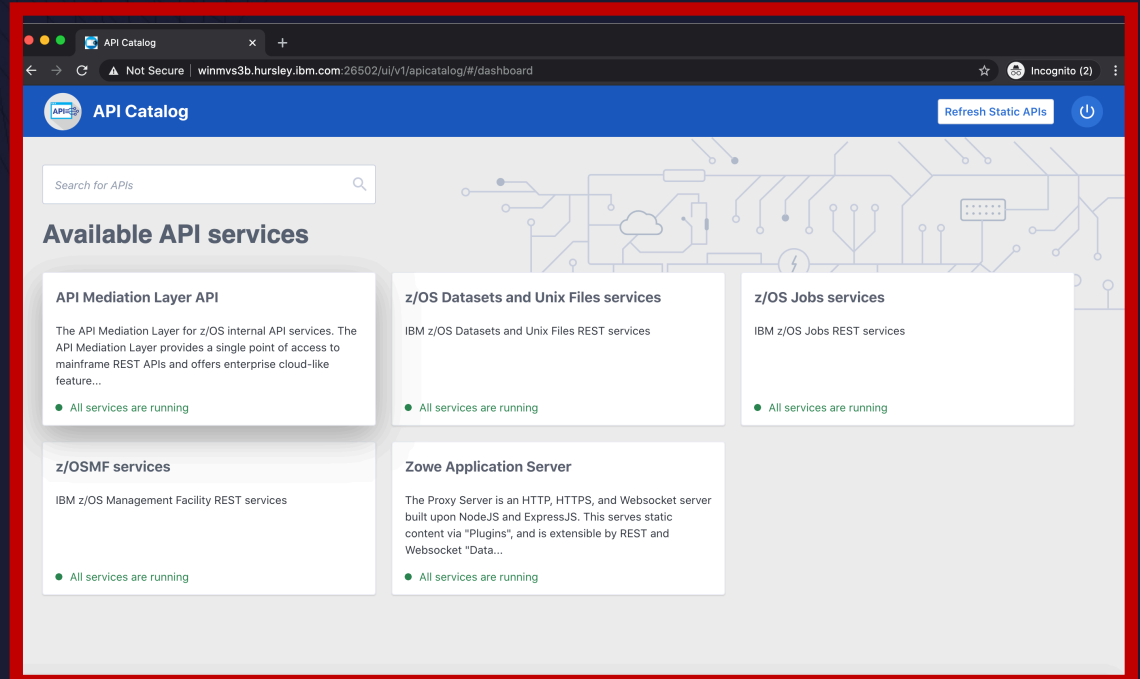 API Catalog
Not Secure winmvs3b.hursley.ibm.com:26502/ui/v1/apicatalog/#/dashboard Incognito (2)
API API Catalog Refresh Static APIs
Search for APIs
Available API services
API Mediation Layer API
The API Mediation Layer for z/OS internal API services. The
API Mediation Layer provides a single point of access to
mainframe REST APIs and offers enterprise cloud-like
feature...
All services are running
z/OS Datasets and Unix Files services
IBM z/OS Datasets and Unix Files REST services
All services are running
z/OS Jobs services
IBM z/OS Jobs REST services
All services are running
z/OSMF services
IBM z/OS Management Facility REST services
All services are running
Zowe Application Server
The Proxy Server is an HTTP, HTTPS, and Websocket server
built upon NodeJS and ExpressJS. This serves static
content via "Plugins", and is extensible by REST and
Websocket "Data...
All services are running